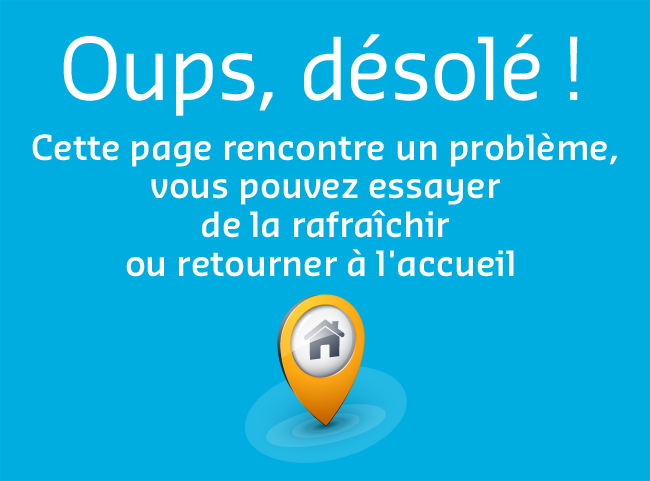 Oups, désolé !
Cette page rencontre un problème,
vous pouvez essayer
de la rafraîchir
ou retourner à l'accueil